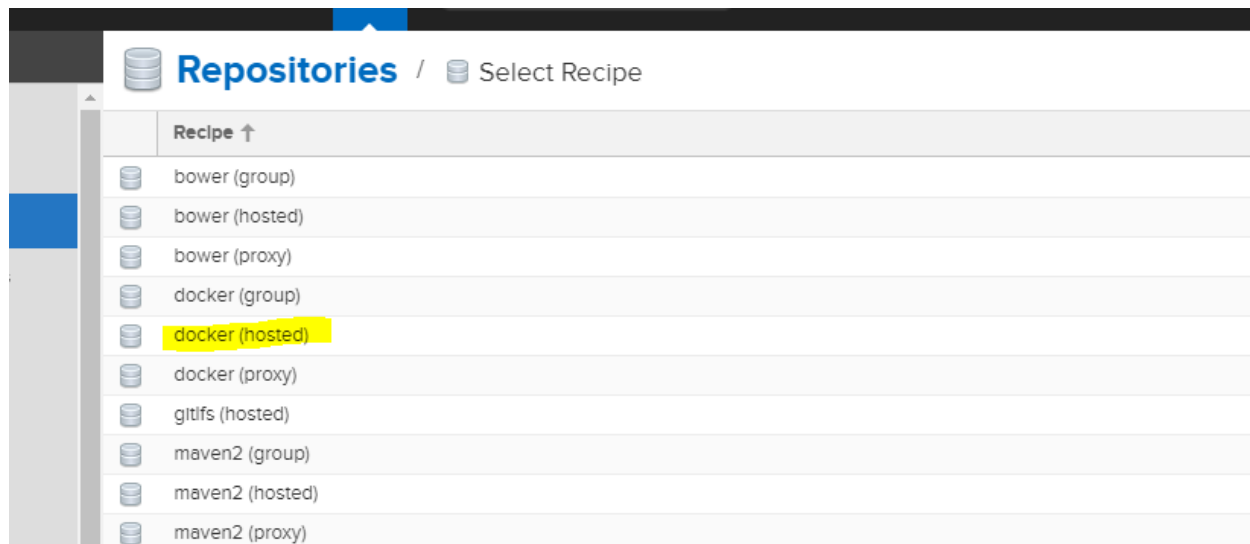 Repositories / Select Recipe
Recipe ↑
bower (group)
bower (hosted)
bower (proxy)
docker (group)
docker (hosted)
docker (proxy)
gitlfs (hosted)
maven2 (group)
maven2 (hosted)
maven2 (proxy)